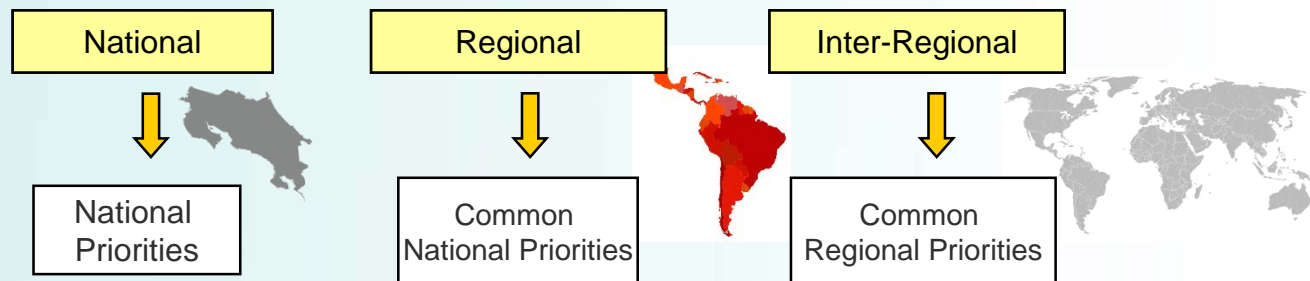 National
Regional
Inter-Regional
National
Priorities
Common
National Priorities
Common
Regional Priorities